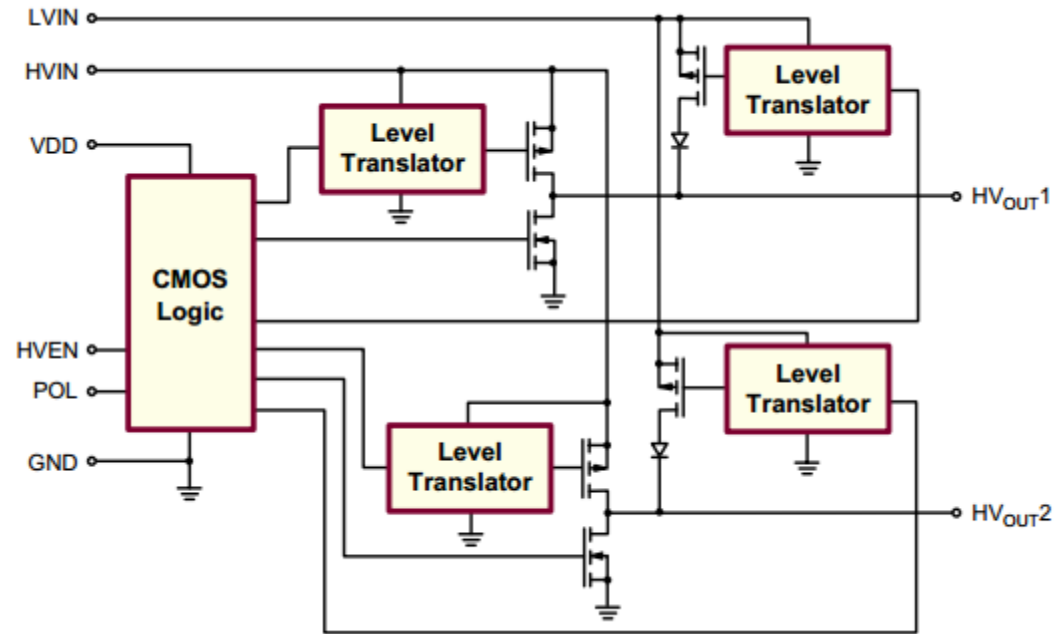 LVIN
HVIN
VDD
HVEN
POL
GND
CMOS
Logic
Level
Translator
Level
Translator
HVOUT1
Level
Translator
Level
Translator
HVOUT2